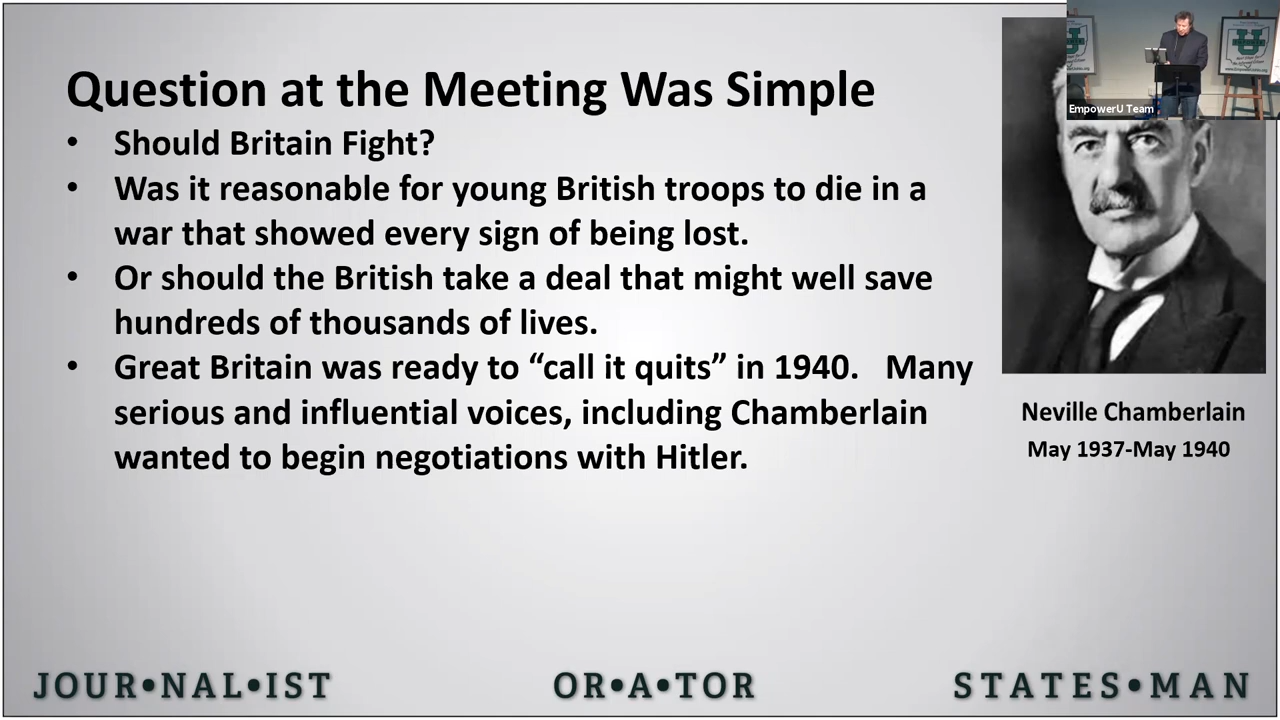 Question at the Meeting Was Simple
• Should Britain Fight?
• Was it reasonable for young British troops to die in a
war that showed every sign of being lost.
• Or should the British take a deal that might well save
hundreds of thousands of lives.
• Great Britain was ready to “call it quits” in 1940.   Many
serious and influential voices, including Chamberlain
wanted to begin negotiations with Hitler.
EmpowerU Team
Neville Chamberlain
May 1937-May 1940
JOUR•NAL•IST
OR•A•TOR
STATES•MAN